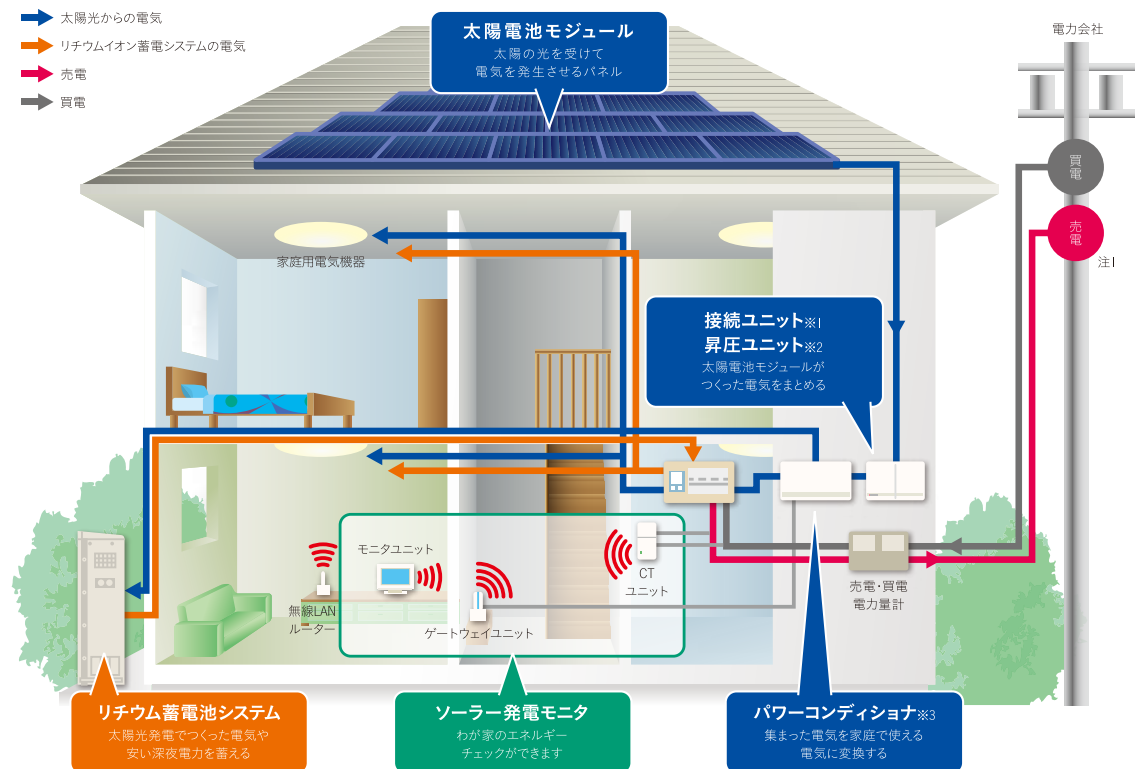 太陽光からの電気
リチウムイオン蓄電システムの電気
売電
買電
太陽電池モジュール
太陽の光を受けて
電気を発生させるパネル
電力会社
買電
売電
注1
家庭用電気機器
接続ユニット※1
昇圧ユニット※2
太陽電池モジュールが
つくった電気をまとめる
モニタユニット
無線LAN
ルーター
ゲートウェイユニット
CT
ユニット
売電・買電
電力量計
リチウム蓄電池システム
太陽光発電でつくった電気や
安い深夜電力を蓄える
ソーラー発電モニタ
わが家のエネルギー
チェックができます
パワーコンディショナ※3
集まった電気を家庭で使える
電気に変換する